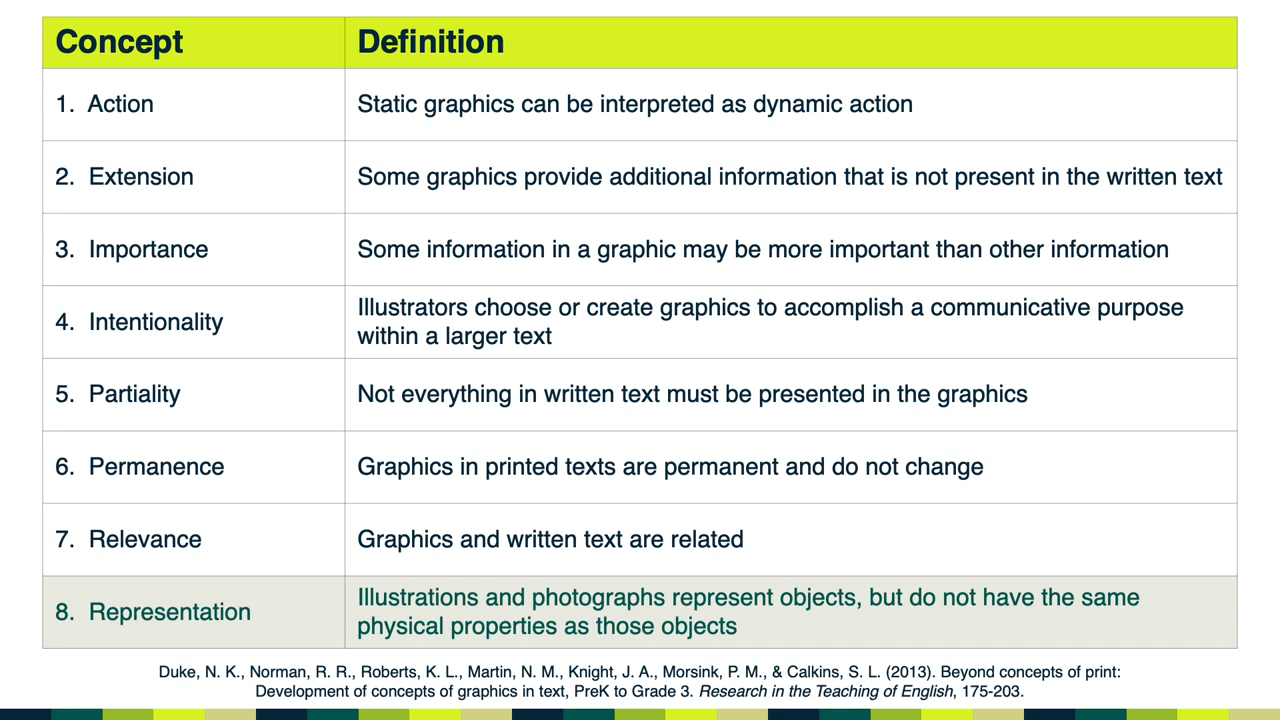 Concept Definition
1. Action Static graphics can be interpreted as dynamic action
2. Extension Some graphics provide additional information that is not present in the written text
3. Importance Some information in a graphic may be more important than other information
4. Intentionality Illustrators choose or create graphics to accomplish a communicative purpose
within a larger text
5. Partiality Not everything in written text must be presented in the graphics
6. Permanence Graphics in printed texts are permanent and do not change
7. Relevance Graphics and written text are related
8. Representation Illustrations and photographs represent objects, but do not have the same
physical properties as those objects
Duke, N. K., Norman, R. R., Roberts, K. L., Martin, N. M., Knight, J. A., Morsink, P. M., & Calkins, S. L. (2013). Beyond concepts of print:
Development of concepts of graphics in text, PreK to Grade 3. Research in the Teaching of English, 175-203.